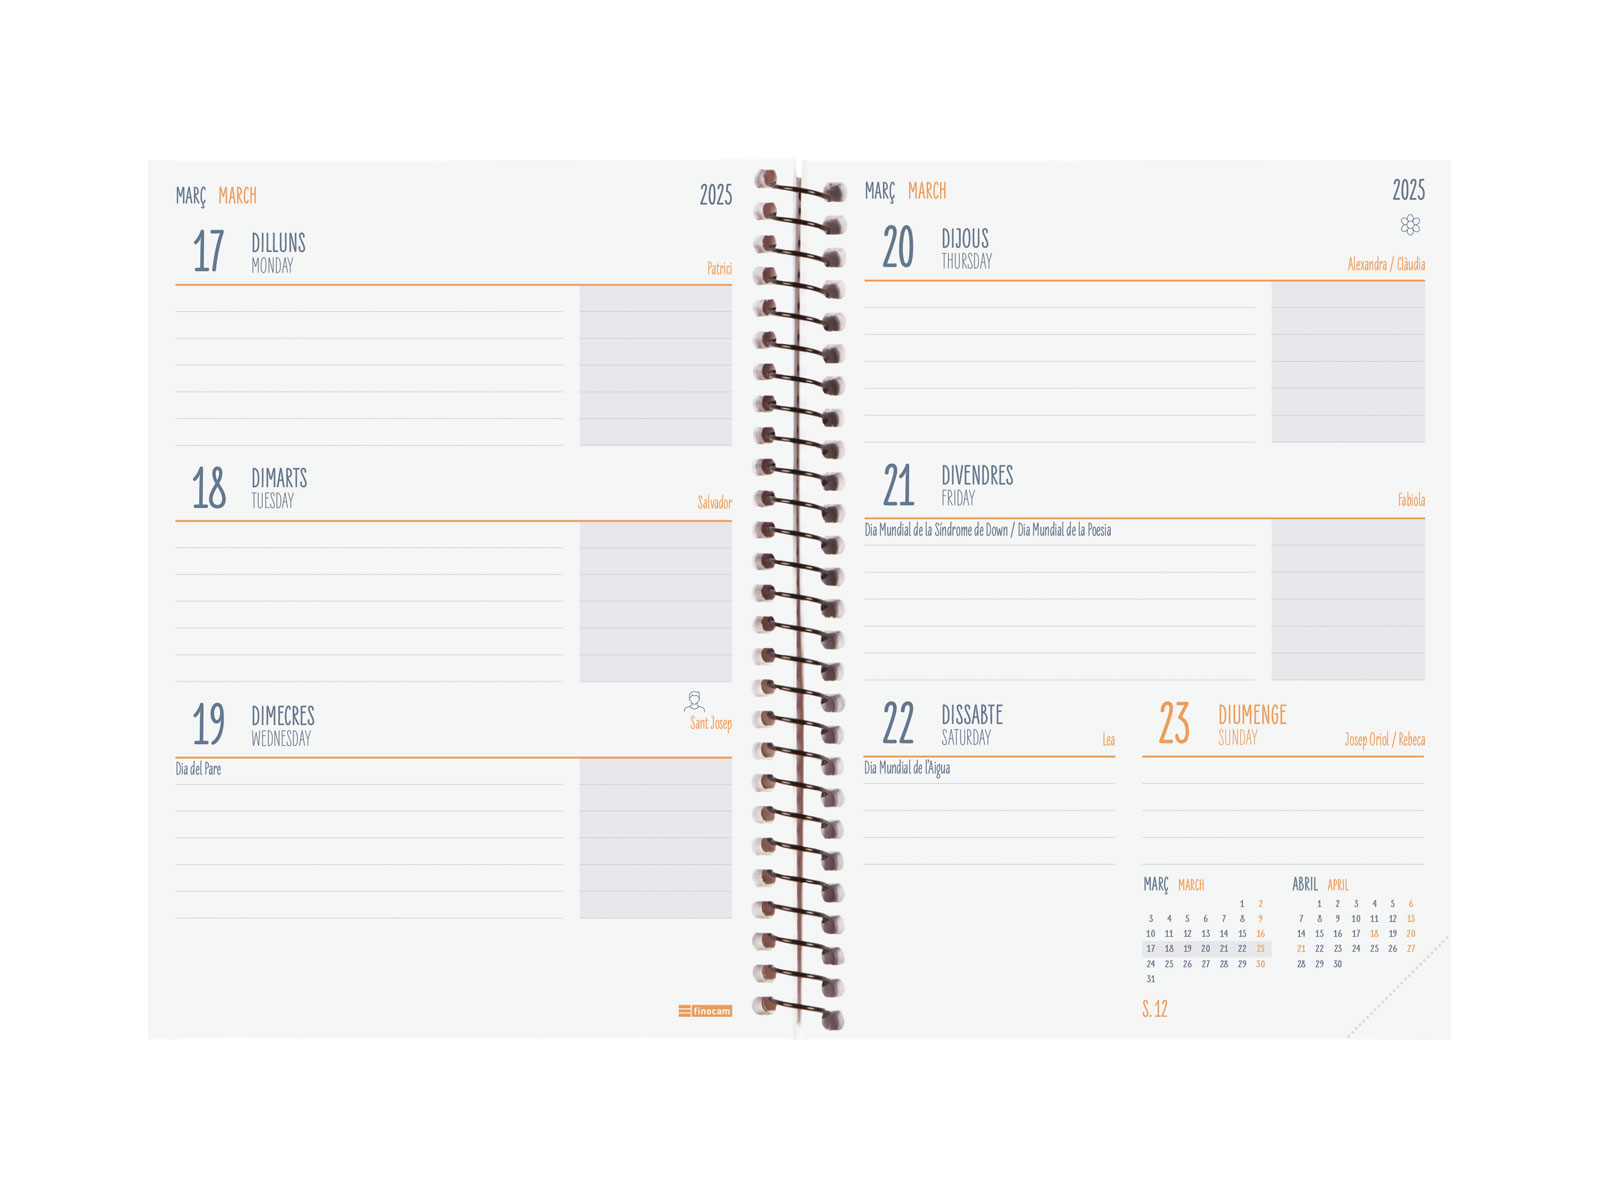 MARÇ MARCH 2025
17 DILLUNS
MONDAY
Patrici
18 DIMARTS
TUESDAY
Salvador
19 DIMECRES
WEDNESDAY
Sant Josep
Dia del Pare
finocam
MARÇ MARCH 2025
20 DIJOUS
THURSDAY
Alexandra / Clàudia
21 DIVENDRES
FRIDAY
Fabiola
Dia Mundial de la Síndrome de Down / Dia Mundial de la Poesia
22 DISSABTE
SATURDAY
Lea
Dia Mundial de l'Aigua
23 DIUMENGE
SUNDAY
Josep Oriol / Rebeca
MARÇ MARCH
1 2
3 4 5 6 7 8 9
10 11 12 13 14 15 16
17 18 19 20 21 22 23
24 25 26 27 28 29 30
31
ABRIL APRIL
1 2 3 4 5 6
7 8 9 10 11 12 13
14 15 16 17 18 19 20
21 22 23 24 25 26 27
28 29 30
S. 12